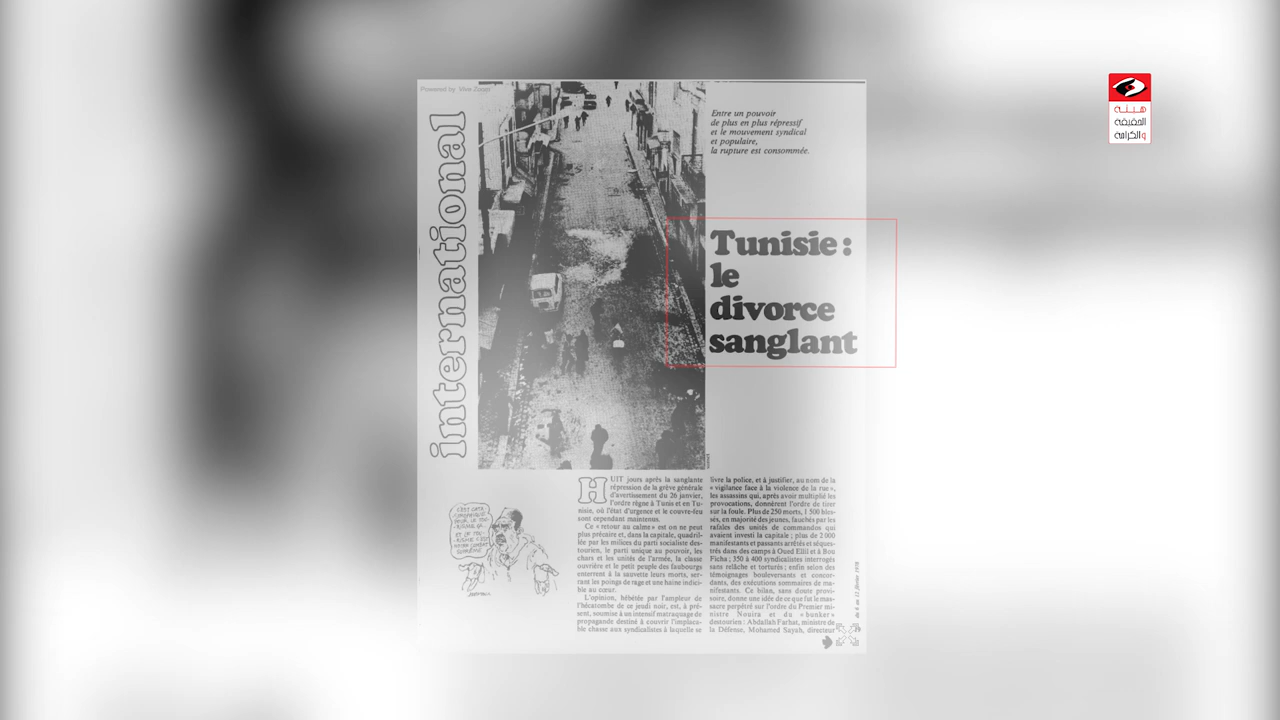 Powered by Vine Zongo
international
Entre un pouvoir
de plus en plus répressif
et le mouvement syndical
et populaire,
la rupture est consommée.
Tunisie :
le
divorce
sanglant
HUIT jours après la sanglante
répression de la grève générale
d'avertissement du 26 janvier,
l'ordre règne à Tunis et en Tu-
nisie, où l'état d'urgence et le couvre-feu
sont cependant maintenus.
Ce « retour au calme » est on ne peut
plus précaire et, dans la capitale, quadril-
lée par les milices du parti socialiste des-
tourien, le parti unique au pouvoir, les
chars et les unités de l'armée, la classe
ouvrière et le petit peuple des faubourgs
enterrent à la sauvette leurs morts, ser-
rant les poings de rage et une haine indici-
ble au cœur.
L'opinion, hébétée par l'ampleur de
l'hécatombe de ce jeudi noir, est, à pré-
sent, soumise à un intensif matraquage de
propagande destiné à couvrir l'implaca-
ble chasse aux syndicalistes à laquelle se
livre la police, et à justifier, au nom de la
« vigilance face à la violence de la rue »,
les assassins qui, après avoir multiplié les
provocations, donnèrent l'ordre de tirer
sur la foule. Plus de 250 morts, 1 500 bles-
sés, en majorité des jeunes, fauchés par les
rafales des unités de commandos qui
avaient investi la capitale ; plus de 2 000
manifestants et passants arrêtés et séques-
trés dans des camps à Oued Ellil et à Bou
Ficha ; 350 à 400 syndicalistes interrogés
sans relâche et torturés ; enfin selon des
témoignages bouleversants et concor-
dants, des exécutions sommaires de ma-
nifestants. Ce bilan, sans doute provi-
soire, donne une idée de ce que fut le mas-
sacre perpétré sur l'ordre du Premier mi-
nistre Nouira et du « bunker »
destourien : Abdallah Farhat, ministre de
la Défense, Mohamed Sayah, directeur
du 6 au 12 février 1978
19
هيئة
الحقيقة
والكرامة